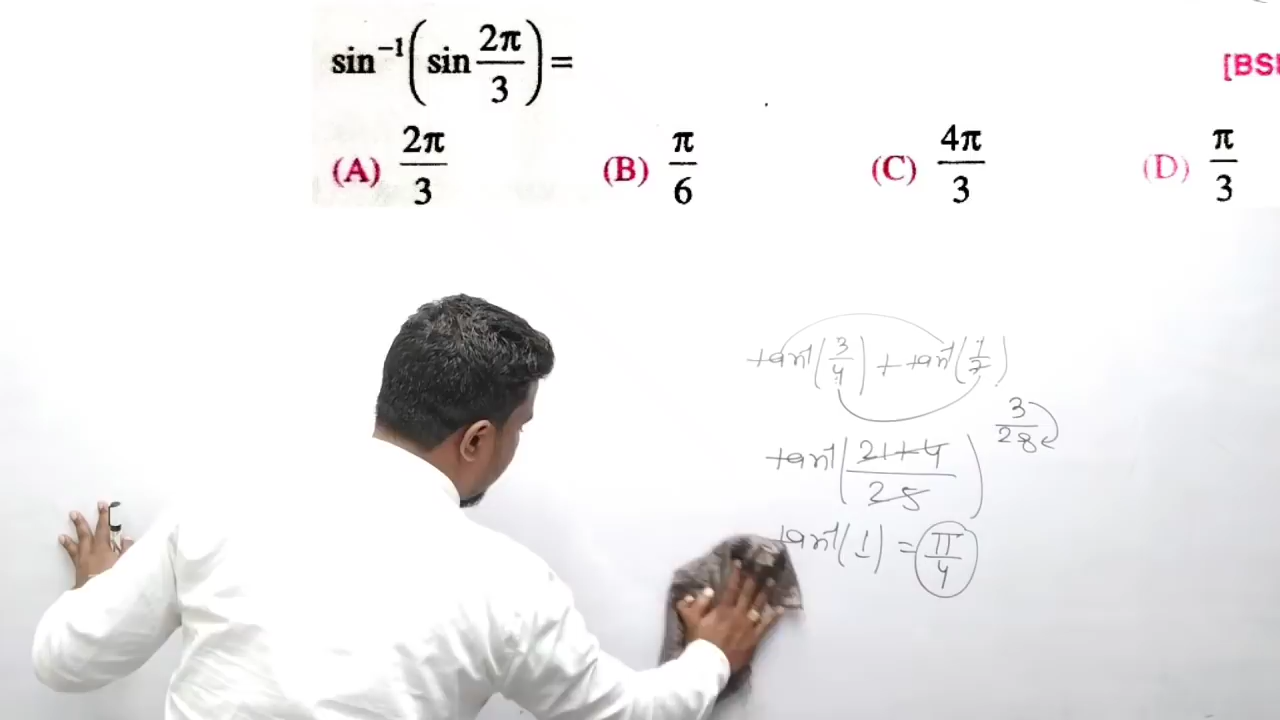 sin⁻¹(sin 2π/3) =
[BS
(A) 2π/3 (B) π/6 (C) 4π/3 (D) π/3
tan⁻¹(3/4) + tan⁻¹(1/7)
3/28
tan⁻¹(21+4/25)
tan⁻¹(1) = π/4